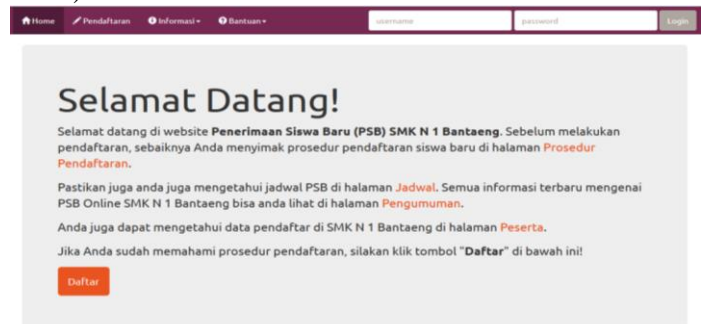 Home Pendaftaran Informasi Bantuan username password Login
Selamat Datang!
Selamat datang di website Penerimaan Siswa Baru (PSB) SMK N 1 Bantaeng. Sebelum melakukan
pendaftaran, sebaiknya Anda menyimak prosedur pendaftaran siswa baru di halaman Prosedur
Pendaftaran.
Pastikan juga anda juga mengetahui jadwal PSB di halaman Jadwal. Semua informasi terbaru mengenai
PSB Online SMK N 1 Bantaeng bisa anda lihat di halaman Pengumuman.
Anda juga dapat mengetahui data pendaftar di SMK N 1 Bantaeng di halaman Peserta.
Jika Anda sudah memahami prosedur pendaftaran, silakan klik tombol "Daftar" di bawah ini!
Daftar